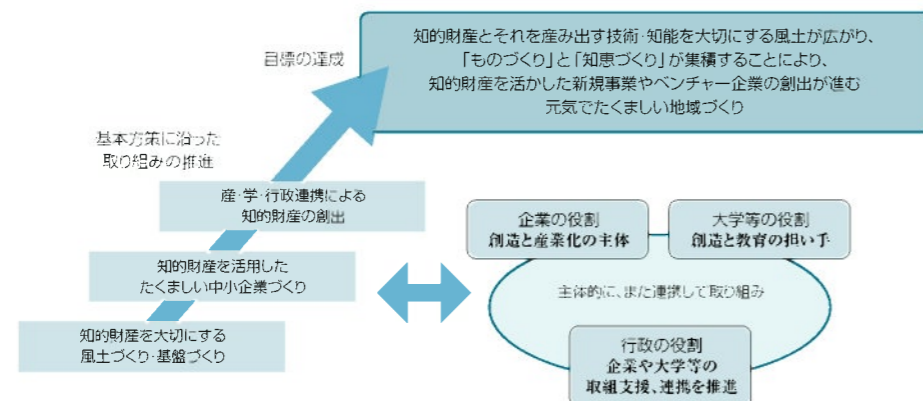 目標の達成
知的財産とそれを産み出す技術・知能を大切にする風土が広がり、
「ものづくり」と「知恵づくり」が集積することにより、
知的財産を活かした新規事業やベンチャー企業の創出が進む
元気でたくましい地域づくり
基本方策に沿った
取り組みの推進
産・学・行政連携による
知的財産の創出
知的財産を活用した
たくましい中小企業づくり
知的財産を大切にする
風土づくり・基盤づくり
企業の役割
創造と産業化の主体
大学等の役割
創造と教育の担い手
主体的に、また連携して取り組み
行政の役割
企業や大学等の
取組支援、連携を推進